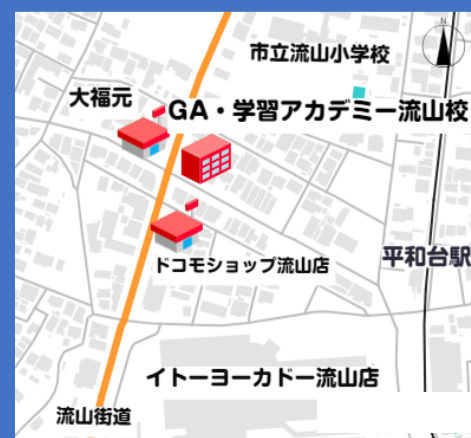 N
市立流山小学校
大福元
GA・学習アカデミー流山校
ドコモショップ流山店
平和台駅
イトーヨーカドー流山店
流山街道